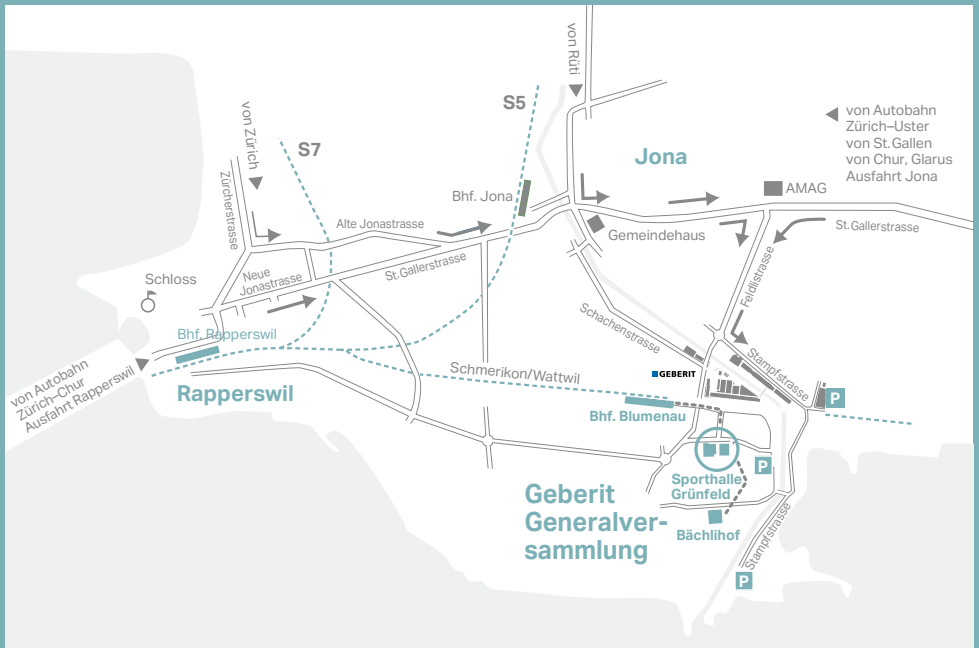 von Rüti
S5
S7
von Zürich
Zürcherstrasse
von Autobahn
Zürich–Uster
von St.Gallen
von Chur, Glarus
Ausfahrt Jona
Jona
AMAG
Bhf. Jona
Alte Jonastrasse
Gemeindehaus
St.Gallerstrasse
St.Gallerstrasse
Neue
Jonastrasse
Schloss
Feldlistrasse
Schachenstrasse
Bhf. Rapperswil
Stampfstrasse
von Autobahn
Zürich–Chur
Ausfahrt Rapperswil
Schmerikon/Wattwil
GEBERIT
Rapperswil
P
Bhf. Blumenau
P
Sporthalle
Grünfeld
Geberit
Generalver-
sammlung
Bächlihof
Stampfstrasse
P